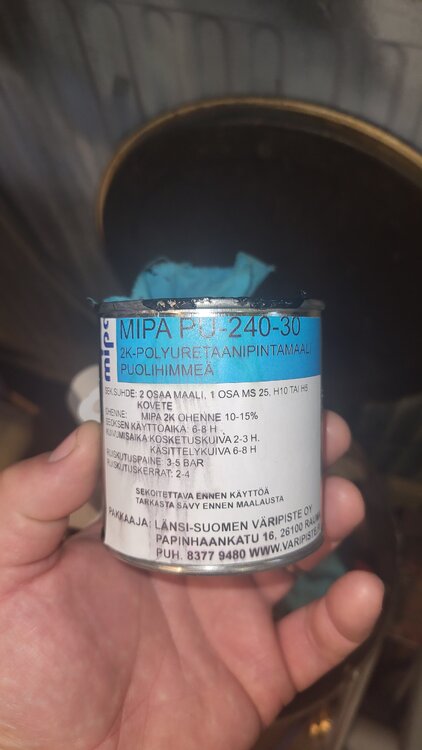 mipa
MIPA PU-240-30
2K-POLYURETAANIPINTAMAALI
PUOLIHIMMEÄ
SEK.SUHDE: 2 OSAA MAALI, 1 OSA MS 25, H10 TAI H5
KOVETE
OHENNE: MIPA 2K OHENNE 10-15%
SEOKSEN KÄYTTÖAIKA: 6-8 H
KUIVUMISAIKA KOSKETUSKUIVA 2-3 H.
KÄSITTELYKUIVA 6-8 H
RUISKUTUSPAINE: 3-5 BAR
RUISKUTUSKERRAT: 2-4
SEKOITETTAVA ENNEN KÄYTTÖÄ
TARKASTA SÄVY ENNEN MAALAUSTA
PAKKAAJA: LÄNSI-SUOMEN VÄRIPISTE OY
PAPINHAANKATU 16, 26100 RAUMA
PUH. 8377 9480 WWW.VARIPISTE.